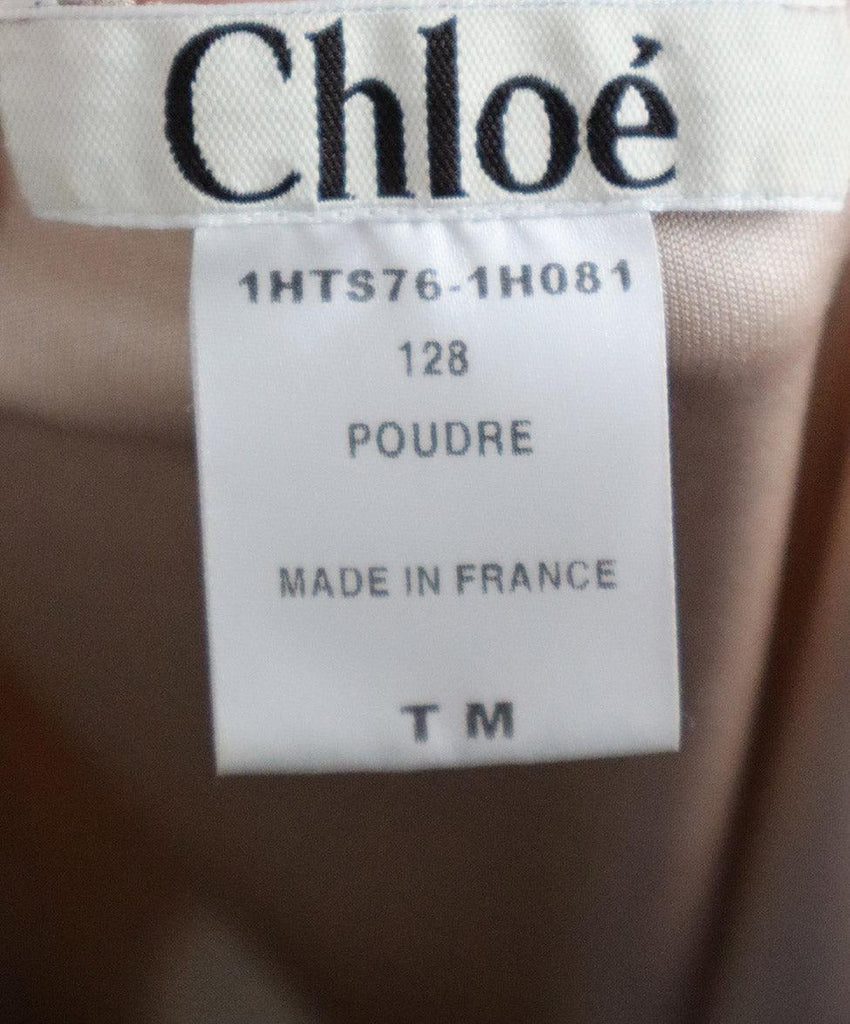 Chloé
1HTS76-1H081
128
POUDRE
MADE IN FRANCE
T M